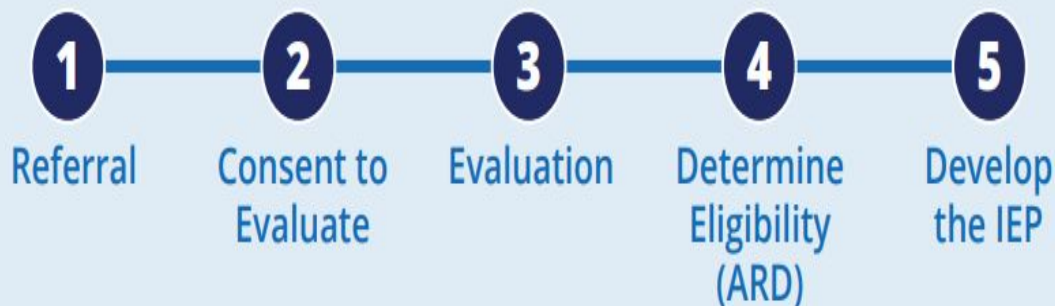 1 2 3 4 5
Referral
Consent to
Evaluate
Evaluation
Determine
Eligibility
(ARD)
Develop
the IEP